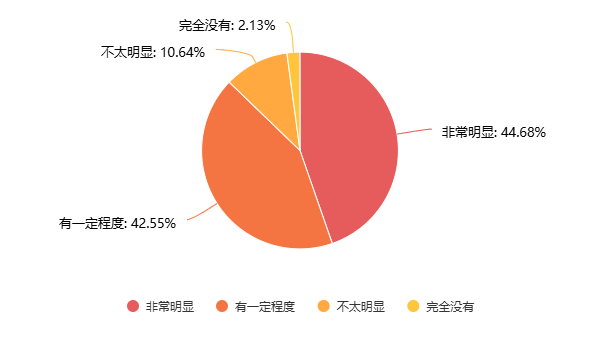 完全没有: 2.13%
不太明显: 10.64%
非常明显: 44.68%
有一定程度: 42.55%
非常明显 有一定程度 不太明显 完全没有